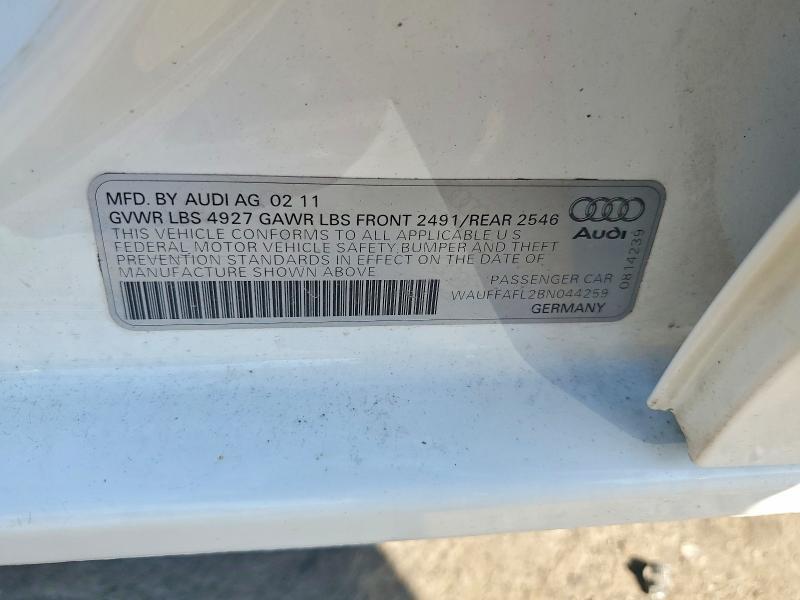 MFD. BY AUDI AG 02 11
GVWR LBS 4927 GAWR LBS FRONT 2491/REAR 2546
THIS VEHICLE CONFORMS TO ALL APPLICABLE U S
FEDERAL MOTOR VEHICLE SAFETY, BUMPER AND THEFT
PREVENTION STANDARDS IN EFFECT ON THE DATE OF
MANUFACTURE SHOWN ABOVE
PASSENGER CAR
WAUFFAFL2BN044259
GERMANY
Audi
0814239